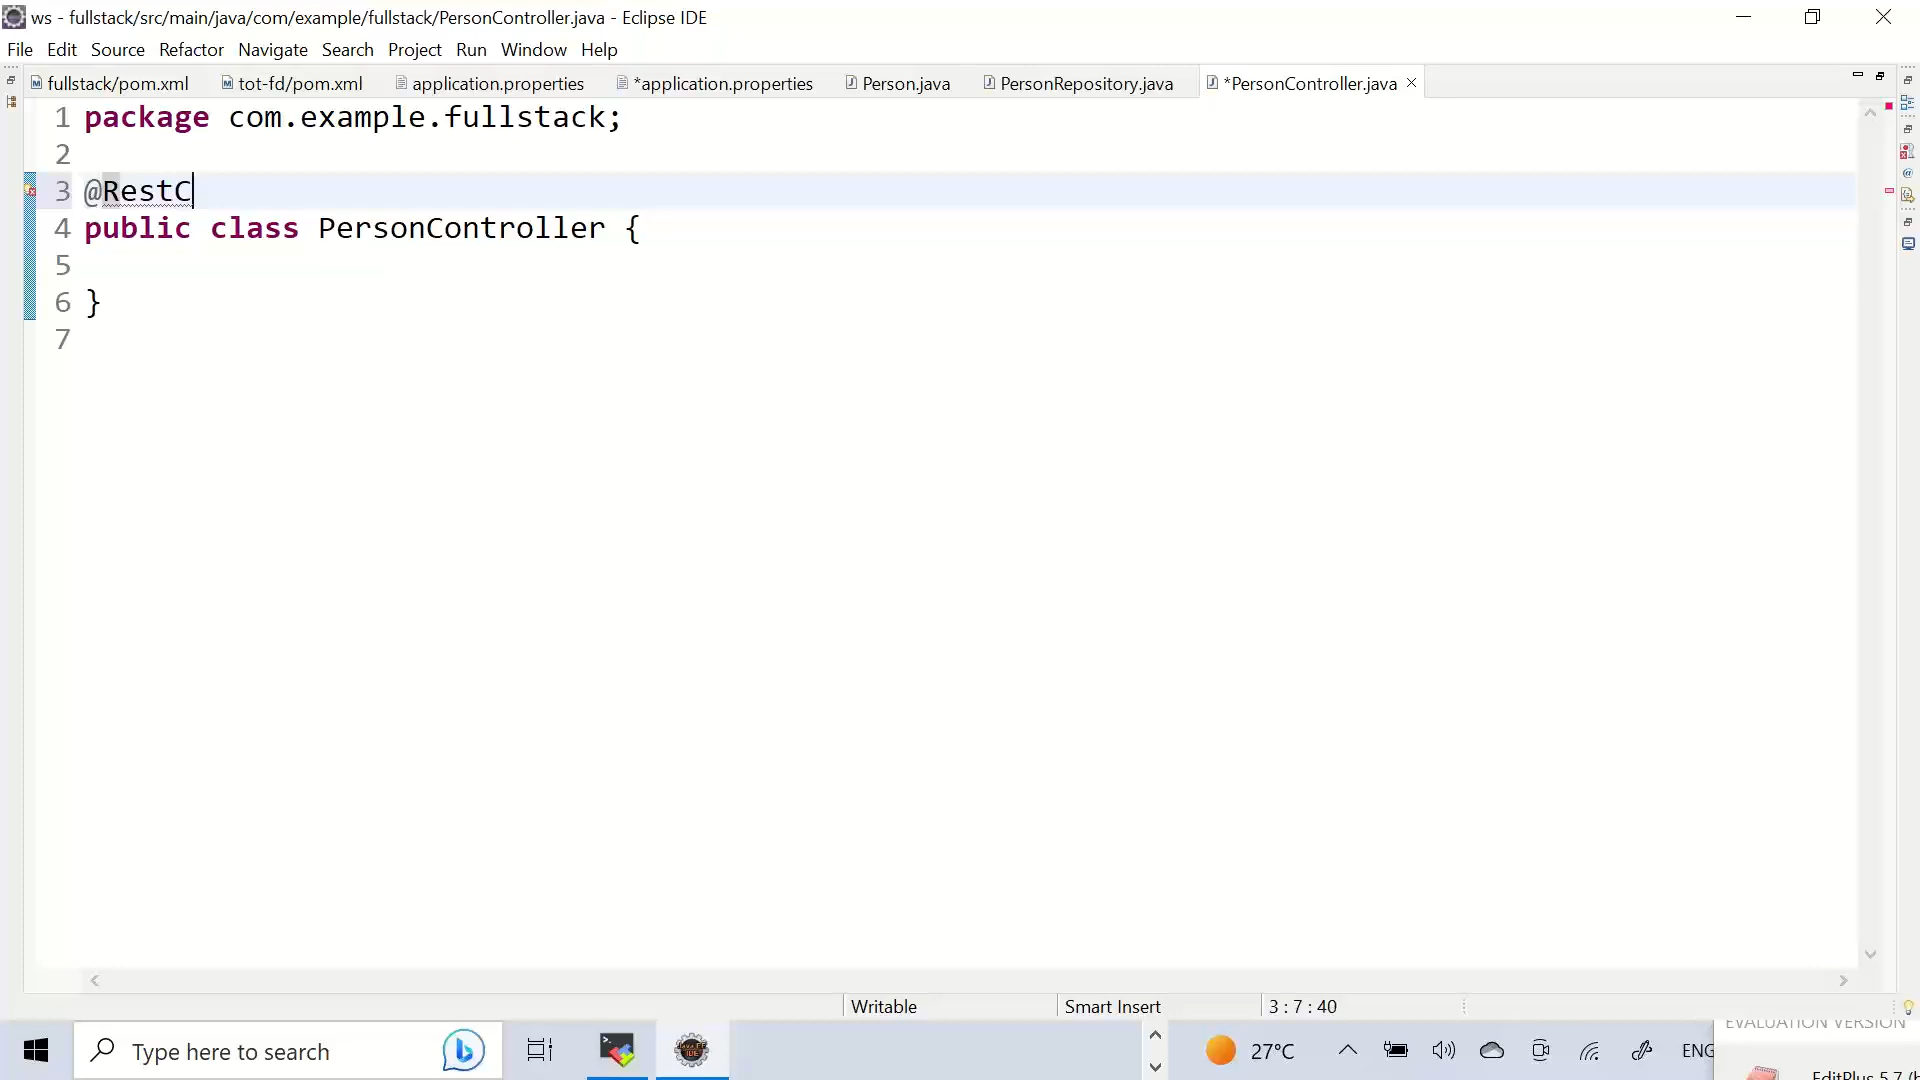 ws - fullstack/src/main/java/com/example/fullstack/PersonController.java - Eclipse IDE
File Edit Source Refactor Navigate Search Project Run Window Help
fullstack/pom.xml tot-fd/pom.xml application.properties *application.properties Person.java PersonRepository.java *PersonController.java
1 package com.example.fullstack;
2
3 @RestC
4 public class PersonController {
5
6 }
7
Writable Smart Insert 3 : 7 : 40
EVALUATION VERSION
Type here to search 27°C ENG
EditPlus 5.7